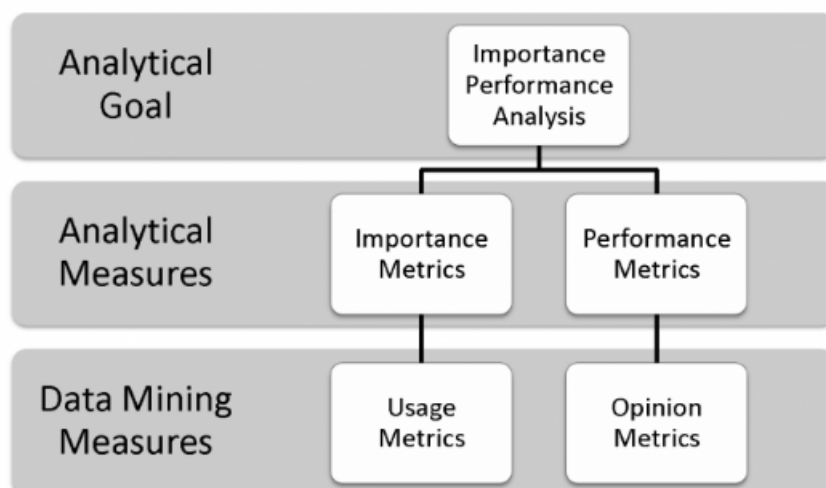 Analytical
Goal
Importance
Performance
Analysis
Analytical
Measures
Importance
Metrics
Performance
Metrics
Data Mining
Measures
Usage
Metrics
Opinion
Metrics